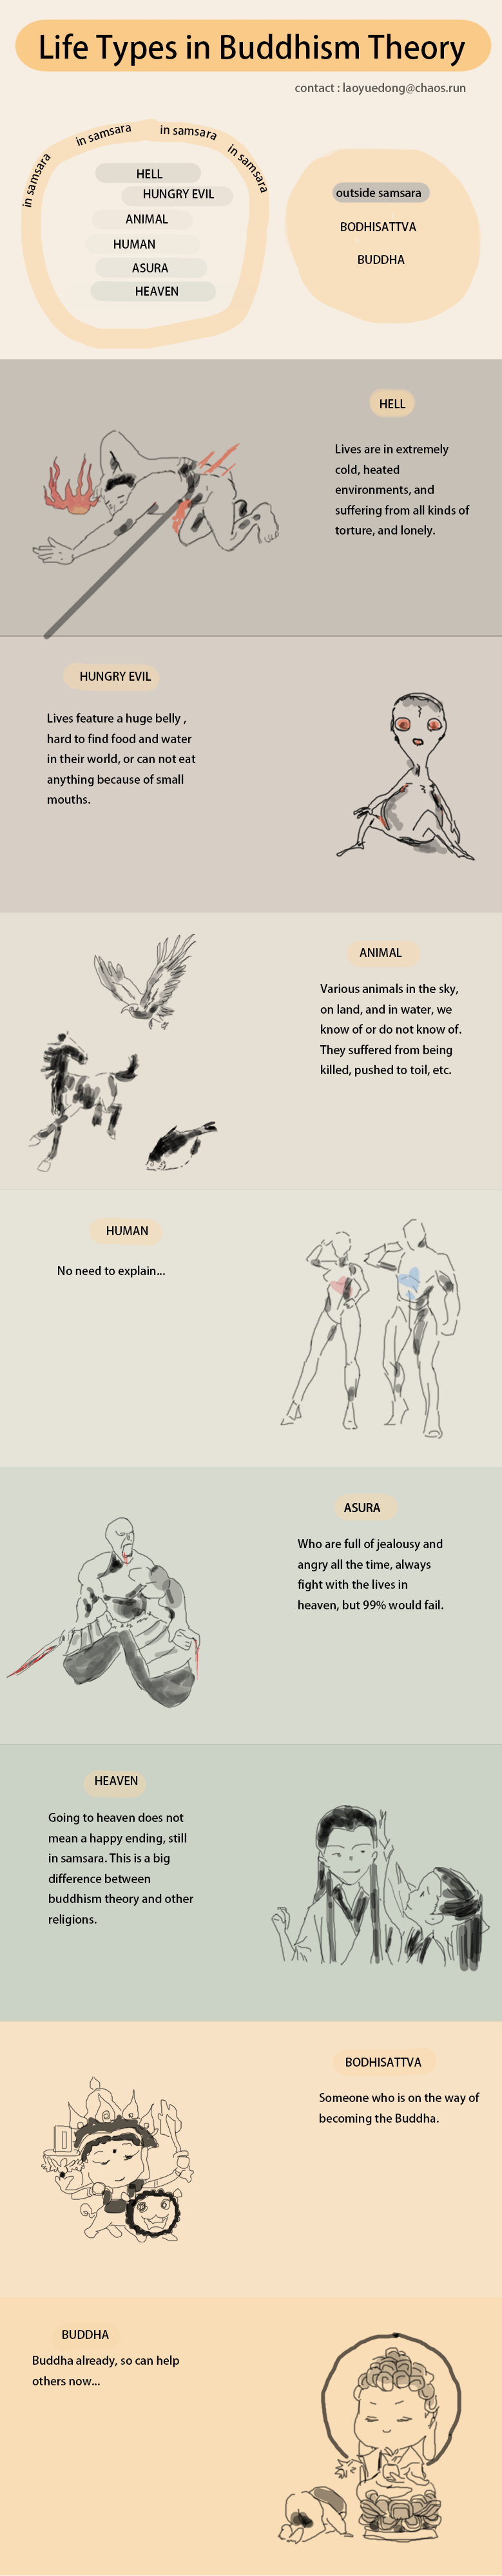 Life Types in Buddhism Theory
contact : laoyuedong@chaos.run
in samsara
in samsara
in samsara
in samsara
HELL
HUNGRY EVIL
ANIMAL
HUMAN
ASURA
HEAVEN
outside samsara
BODHISATTVA
BUDDHA
HELL
Lives are in extremely
cold, heated
environments, and
suffering from all kinds of
torture, and lonely.
HUNGRY EVIL
Lives feature a huge belly ,
hard to find food and water
in their world, or can not eat
anything because of small
mouths.
ANIMAL
Various animals in the sky,
on land, and in water, we
know of or do not know of.
They suffered from being
killed, pushed to toil, etc.
HUMAN
No need to explain...
ASURA
Who are full of jealousy and
angry all the time, always
fight with the lives in
heaven, but 99% would fail.
HEAVEN
Going to heaven does not
mean a happy ending, still
in samsara. This is a big
difference between
buddhism theory and other
religions.
BODHISATTVA
Someone who is on the way of
becoming the Buddha.
BUDDHA
Buddha already, so can help
others now...